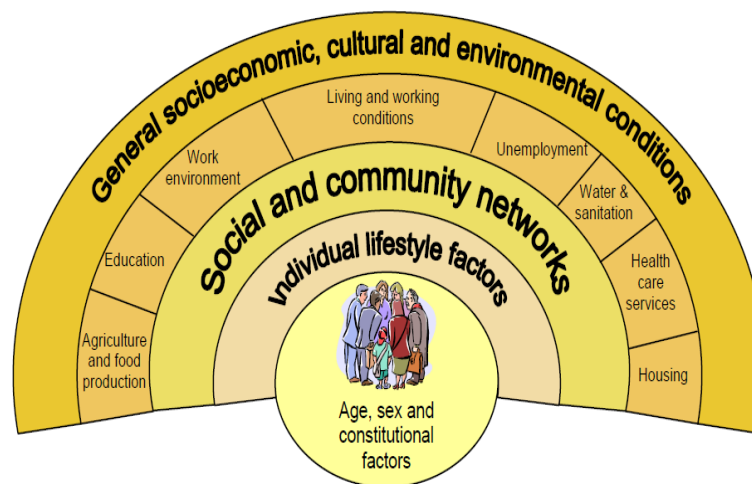 General socioeconomic, cultural and environmental conditions
Living and working
conditions
Work
environment
Unemployment
Education
Water &
sanitation
Agriculture
and food
production
Health
care
services
Housing
Social and community networks
Individual lifestyle factors
Age, sex and
constitutional
factors